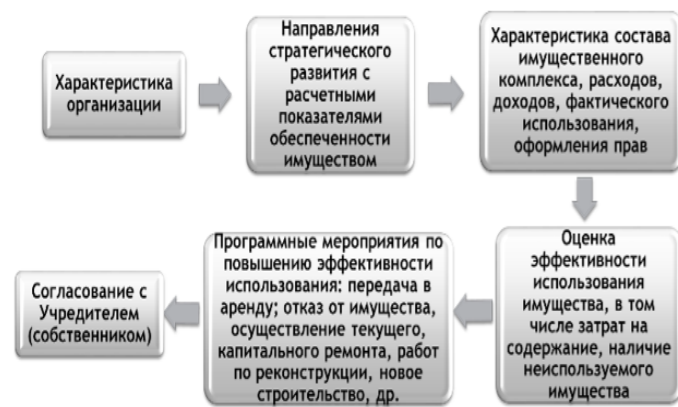 Характеристика
организации
Направления
стратегического
развития с
расчетными
показателями
обеспеченности
имуществом
Характеристика состава
имущественного
комплекса, расходов,
доходов, фактического
использования,
оформления прав
Оценка
эффективности
использования
имущества, в том
числе затрат на
содержание, наличие
неиспользуемого
имущества
Программные мероприятия по
повышению эффективности
использования: передача в
аренду; отказ от имущества,
осуществление текущего,
капитального ремонта, работ
по реконструкции, новое
строительство, др.
Согласование с
Учредителем
(собственником)